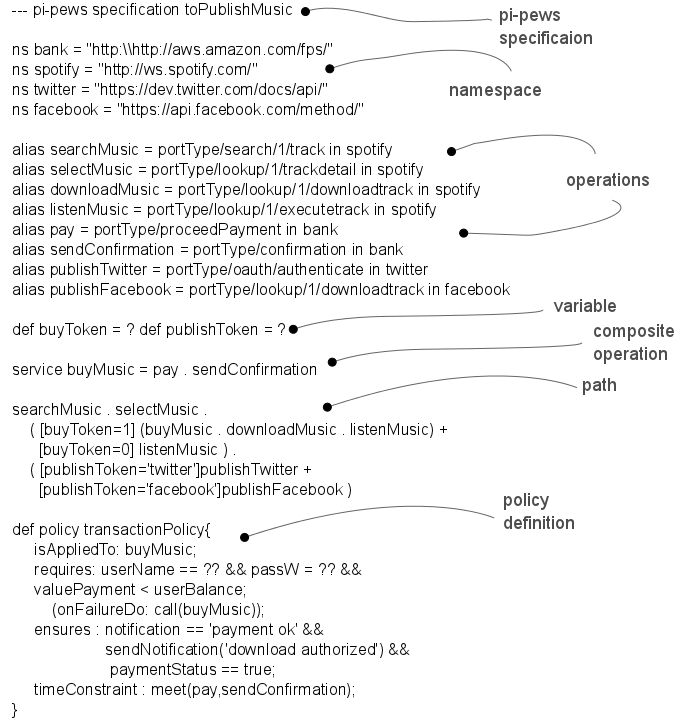 --- pi-pews specification toPublishMusic
pi-pews
specificaion
ns bank = "http:\\http://aws.amazon.com/fps/"
ns spotify = "http://ws.spotify.com/"
ns twitter = "https://dev.twitter.com/docs/api/"
ns facebook = "https://api.facebook.com/method/"
namespace
alias searchMusic = portType/search/1/track in spotify
alias selectMusic = portType/lookup/1/trackdetail in spotify
alias downloadMusic = portType/lookup/1/downloadtrack in spotify
alias listenMusic = portType/lookup/1/executetrack in spotify
alias pay = portType/proceedPayment in bank
alias sendConfirmation = portType/confirmation in bank
alias publishTwitter = portType/oauth/authenticate in twitter
alias publishFacebook = portType/lookup/1/downloadtrack in facebook
operations
def buyToken = ? def publishToken = ?
variable
service buyMusic = pay . sendConfirmation
composite
operation
searchMusic . selectMusic .
( [buyToken=1] (buyMusic . downloadMusic . listenMusic) +
[buyToken=0] listenMusic ) .
( [publishToken='twitter']publishTwitter +
[publishToken='facebook']publishFacebook )
path
def policy transactionPolicy{
isAppliedTo: buyMusic;
requires: userName == ?? && passW = ?? &&
valuePayment < userBalance;
(onFailureDo: call(buyMusic));
ensures : notification == 'payment ok' &&
sendNotification('download authorized') &&
paymentStatus == true;
timeConstraint : meet(pay,sendConfirmation);
}
policy
definition